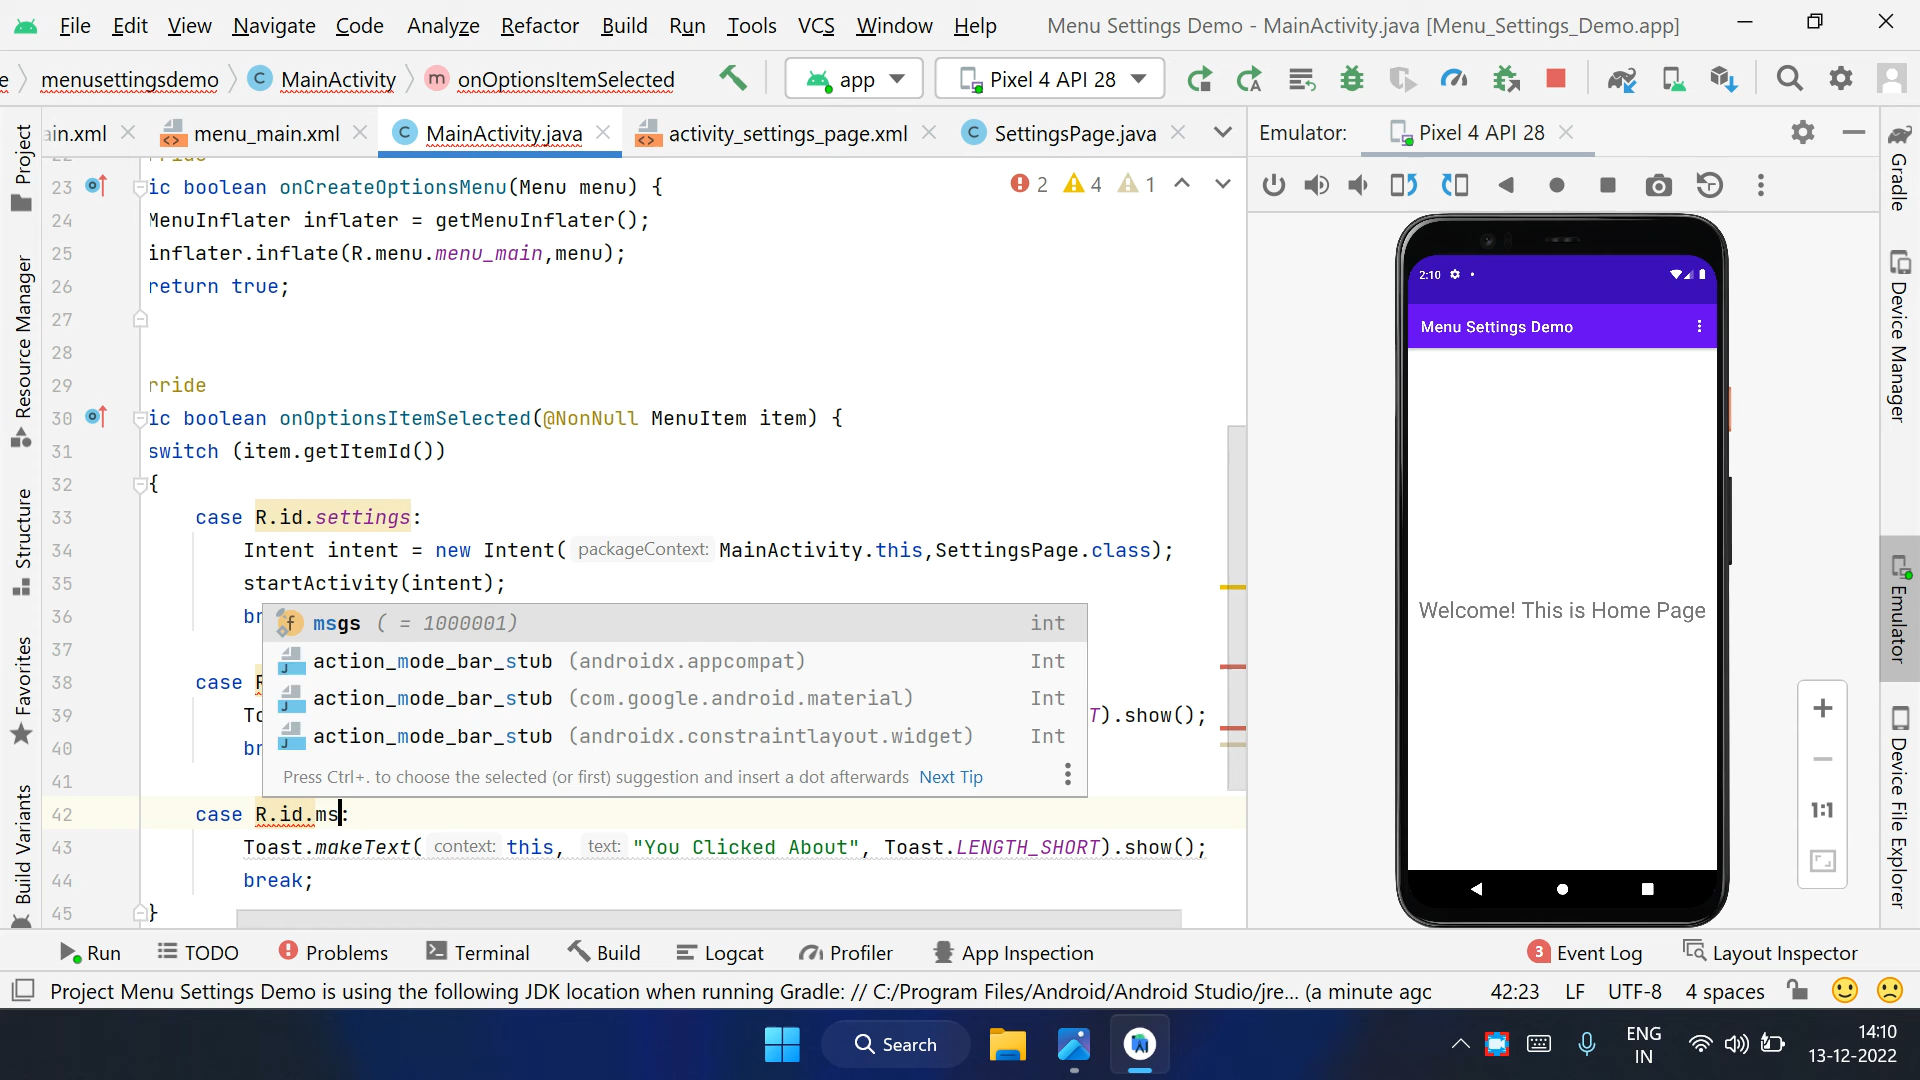 File Edit View Navigate Code Analyze Refactor Build Run Tools VCS Window Help Menu Settings Demo - MainActivity.java [Menu_Settings_Demo.app]
e menusettingsdemo C MainActivity m onOptionsItemSelected app Pixel 4 API 28
in.xml menu_main.xml C MainActivity.java activity_settings_page.xml C SettingsPage.java Emulator: Pixel 4 API 28
Project
Resource Manager
Structure
Favorites
Build Variants
2 4 1
23 ic boolean onCreateOptionsMenu(Menu menu) {
24 MenuInflater inflater = getMenuInflater();
25 inflater.inflate(R.menu.menu_main,menu);
26 return true;
27
28
29 rride
30 ic boolean onOptionsItemSelected(@NonNull MenuItem item) {
31 switch (item.getItemId())
32 {
33 case R.id.settings:
34 Intent intent = new Intent( packageContext: MainActivity.this,SettingsPage.class);
35 startActivity(intent);
36 br
37
38 case R
39 To T).show();
40 br
41
42 case R.id.ms:
43 Toast.makeText( context: this, text: "You Clicked About", Toast.LENGTH_SHORT).show();
44 break;
45 }
msgs ( = 1000001) int
action_mode_bar_stub (androidx.appcompat) Int
action_mode_bar_stub (com.google.android.material) Int
action_mode_bar_stub (androidx.constraintlayout.widget) Int
Press Ctrl+. to choose the selected (or first) suggestion and insert a dot afterwards Next Tip
2:10
Menu Settings Demo
Welcome! This is Home Page
1:1
Gradle
Device Manager
Emulator
Device File Explorer
Run TODO Problems Terminal Build Logcat Profiler App Inspection 3 Event Log Layout Inspector
Project Menu Settings Demo is using the following JDK location when running Gradle: // C:/Program Files/Android/Android Studio/jre... (a minute agc 42:23 LF UTF-8 4 spaces
Search
ENG
IN
14:10
13-12-2022